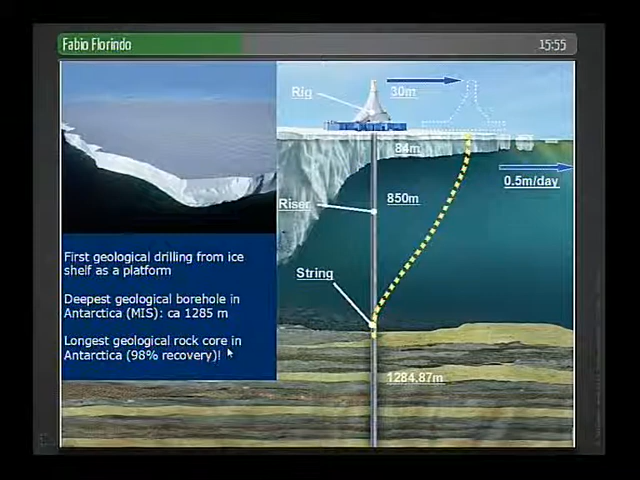 Fabio Florindo
15:55
Rig
30m
84m
0.5m/day
Riser
850m
String
First geological drilling from ice
shelf as a platform
Deepest geological borehole in
Antarctica (MIS): ca 1285 m
Longest geological rock core in
Antarctica (98% recovery)!
1284.87m